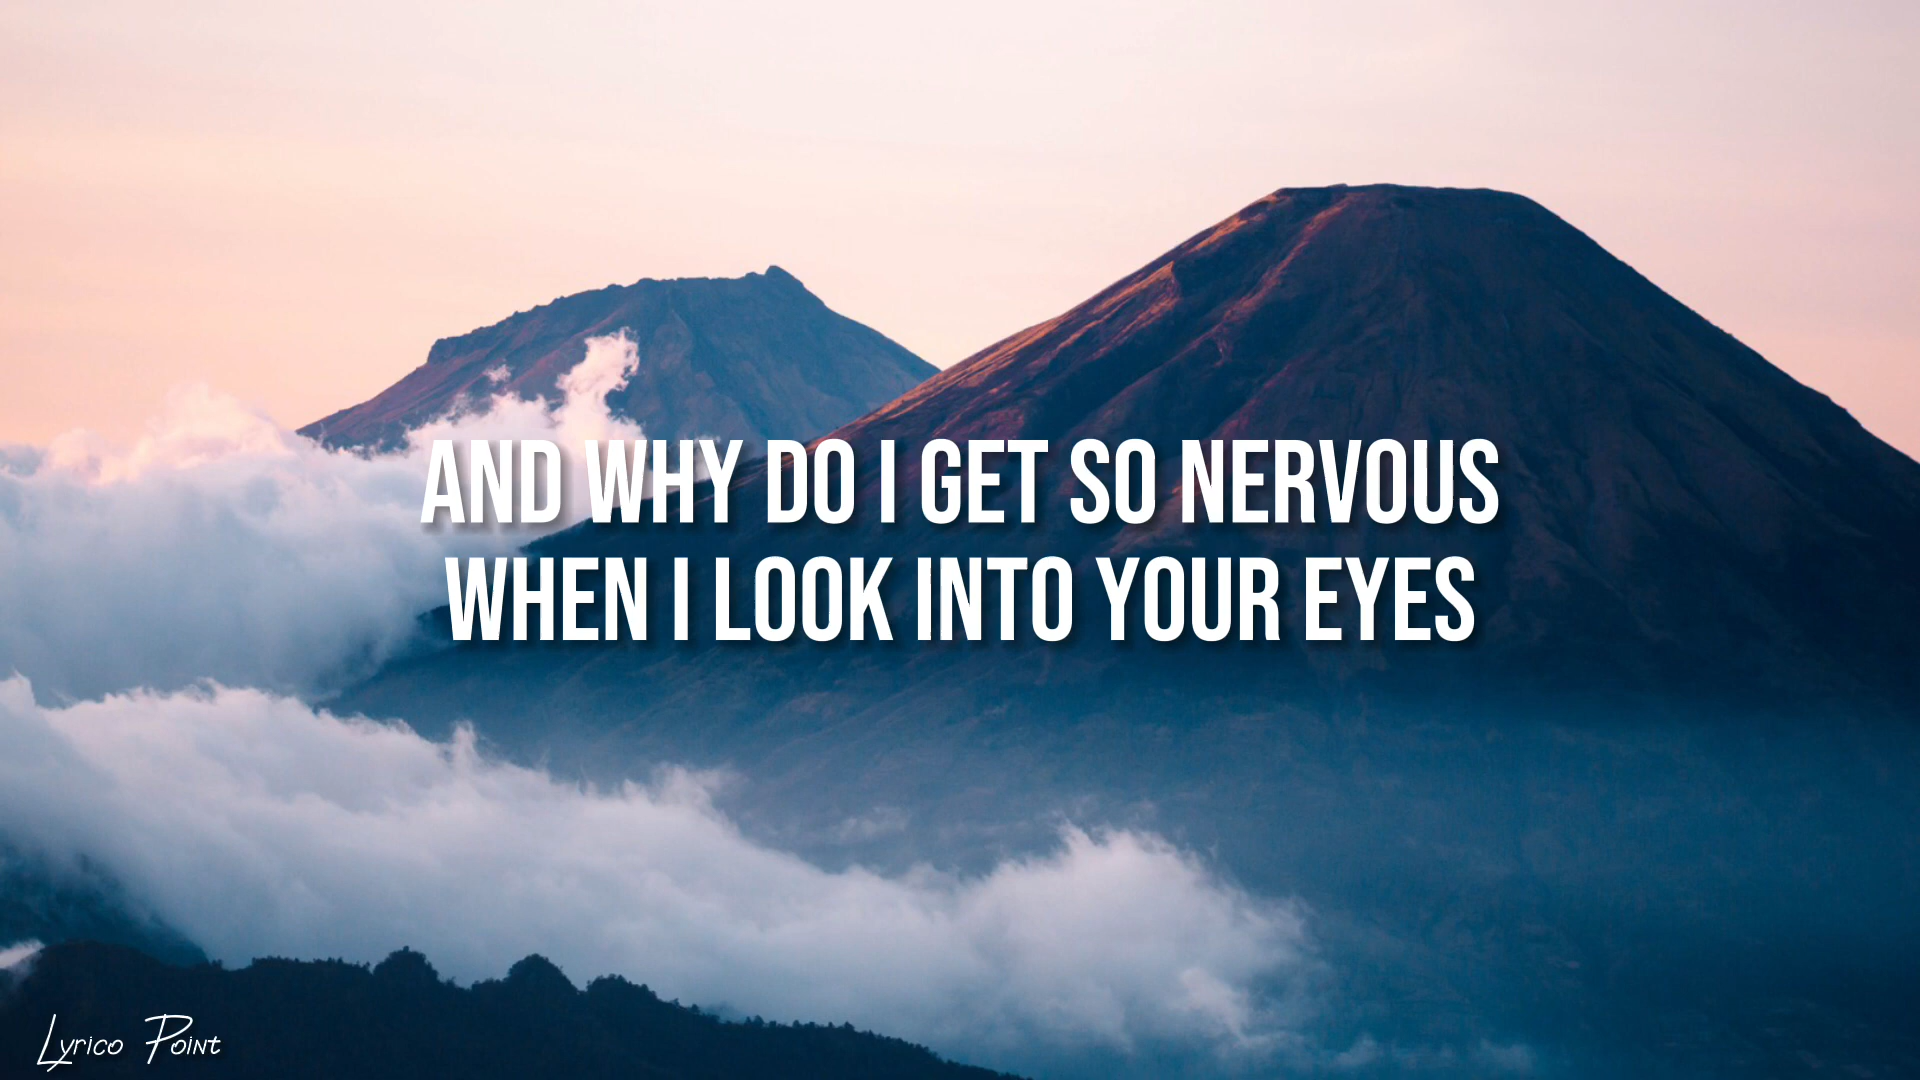 AND WHY DO I GET SO NERVOUS
WHEN I LOOK INTO YOUR EYES
Lyrico Point